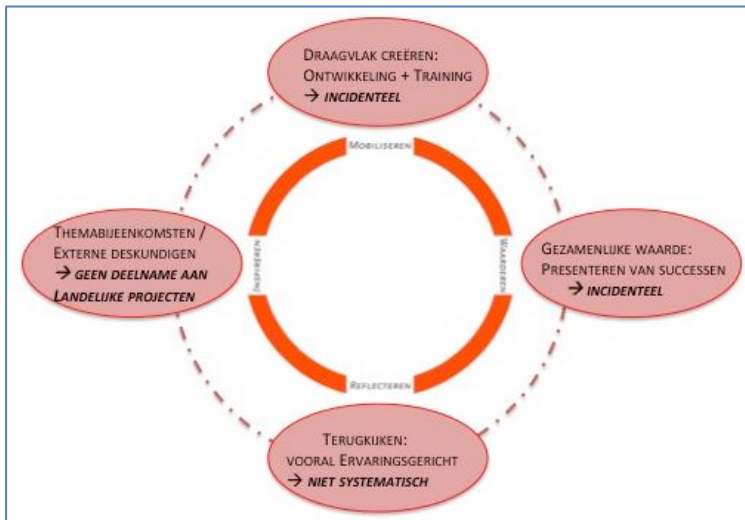 DRAAGVLAK CREËREN:
ONTWIKKELING + TRAINING
→ INCIDENTEEL
MOBILISEREN
THEMABIJEENKOMSTEN /
EXTERNE DESKUNDIGEN
→ GEEN DEELNAME AAN
LANDELIJKE PROJECTEN
INSPIREREN
WAARDEREN
GEZAMENLIJKE WAARDE:
PRESENTEREN VAN SUCCESSEN
→ INCIDENTEEL
REFLECTEREN
TERUGKIJKEN:
VOORAL ERVARINGSGERICHT
→ NIET SYSTEMATISCH